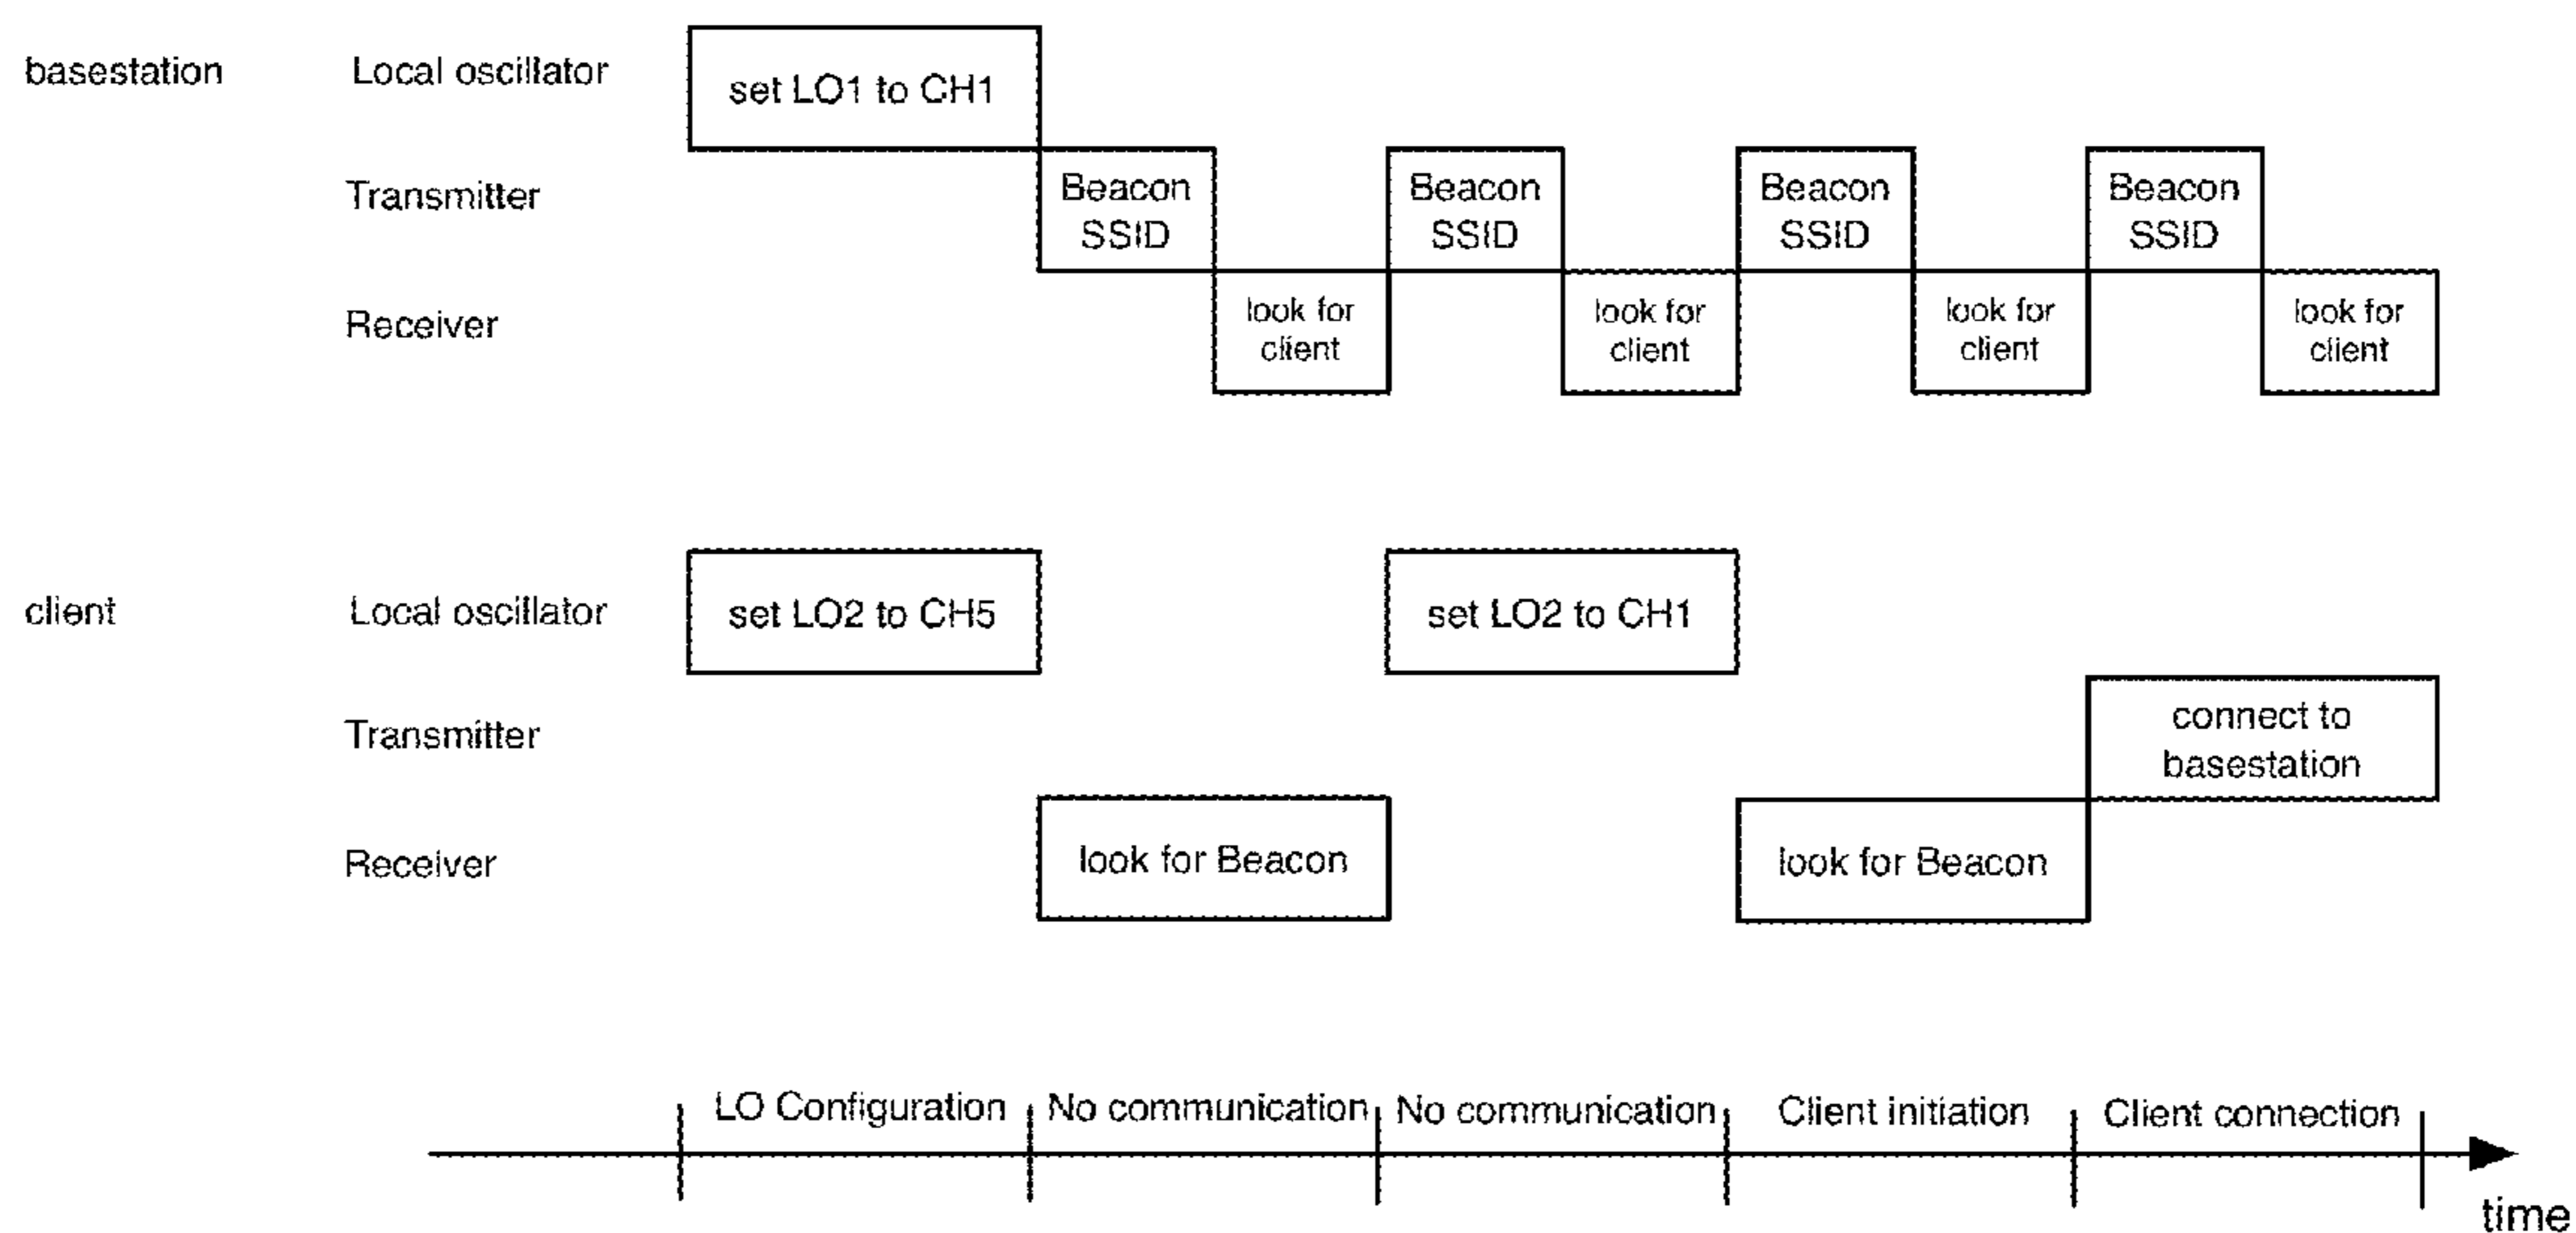 basestation
Local oscillator
set LO1 to CH1
Transmitter
Beacon
SSID
Beacon
SSID
Beacon
SSID
Beacon
SSID
Receiver
look for
client
look for
client
look for
client
look for
client
client
Local oscillator
set LO2 to CH5
set LO2 to CH1
Transmitter
connect to
basestation
Receiver
look for Beacon
look for Beacon
LO Configuration
No communication
No communication
Client initiation
Client connection
time